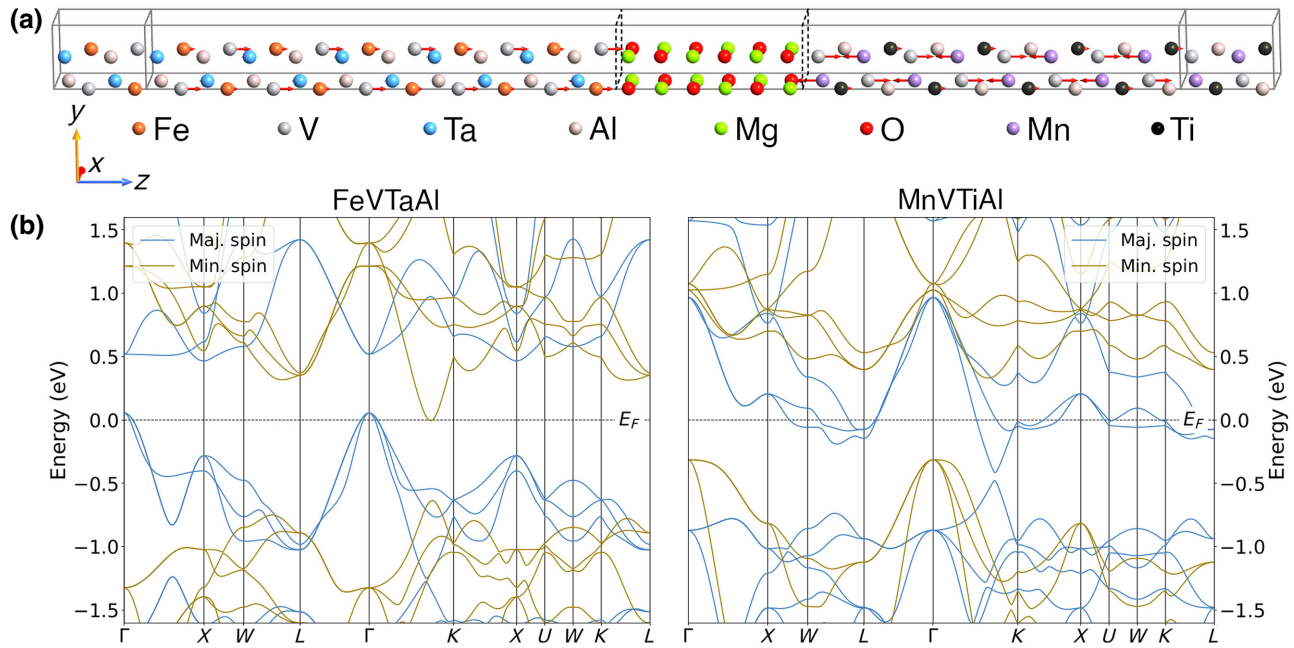 (a)
Fe V Ta Al Mg O Mn Ti
y
x
z
(b)
FeVTaAl
Maj. spin
Min. spin
Energy (eV)
1.5
1.0
0.5
0.0
−0.5
−1.0
−1.5
E_F
Γ X W L Γ K X U W K L
MnVTiAl
Maj. spin
Min. spin
1.5
1.0
0.5
0.0
−0.5
−1.0
−1.5
Energy (eV)
E_F
Γ X W L Γ K X U W K L